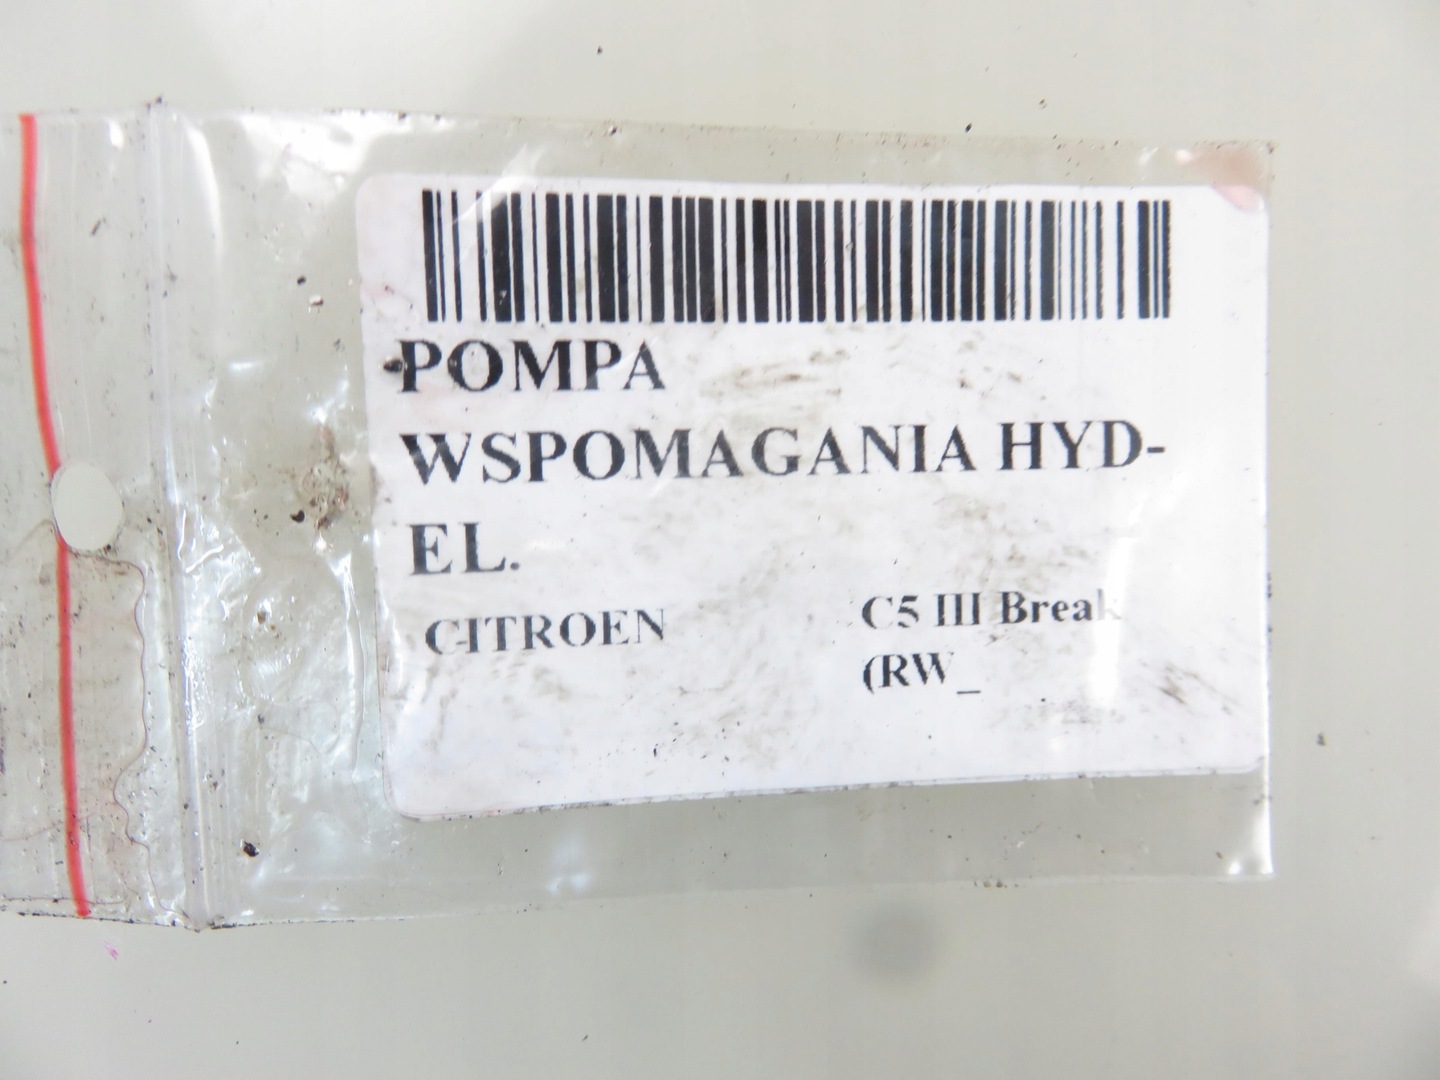 POMPA
WSPOMAGANIA HYD-
EL.
CITROEN C5 III Break
(RW_